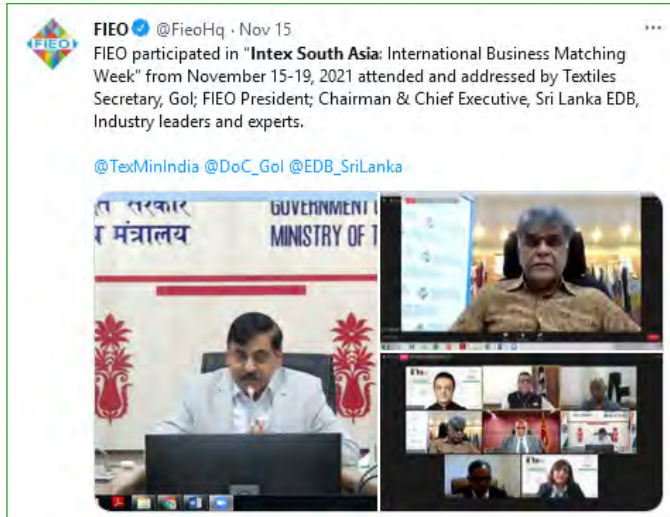 FIEO @FieoHq · Nov 15
FIEO
FIEO participated in "Intex South Asia: International Business Matching
Week" from November 15-19, 2021 attended and addressed by Textiles
Secretary, GoI; FIEO President; Chairman & Chief Executive, Sri Lanka EDB,
Industry leaders and experts.
@TexMinIndia @DoC_GoI @EDB_SriLanka
सरकार
GOVERNMENT
मंत्रालय
MINISTRY OF T